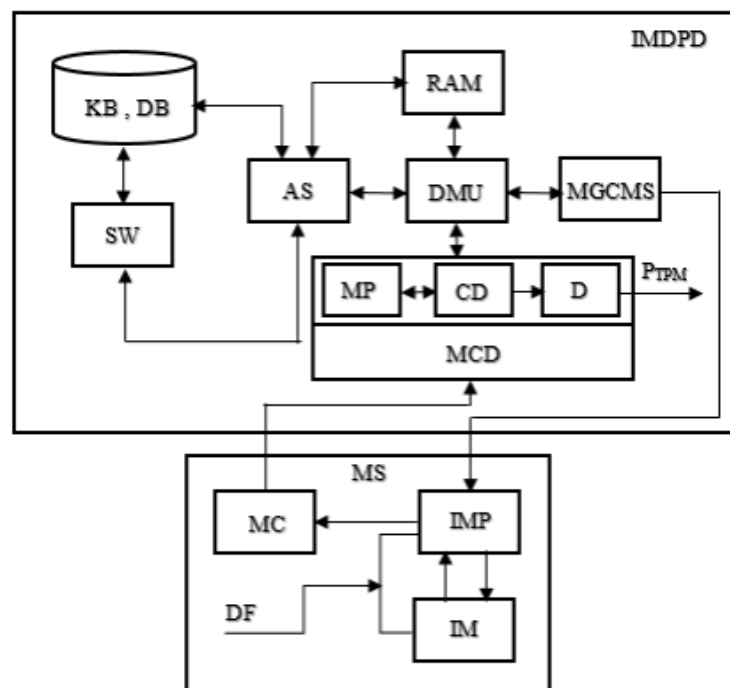 IMDPD
KB , DB
RAM
AS
DMU
MGCMS
SW
MP
CD
D
PTPM
MCD
MS
MC
IMP
DF
IM